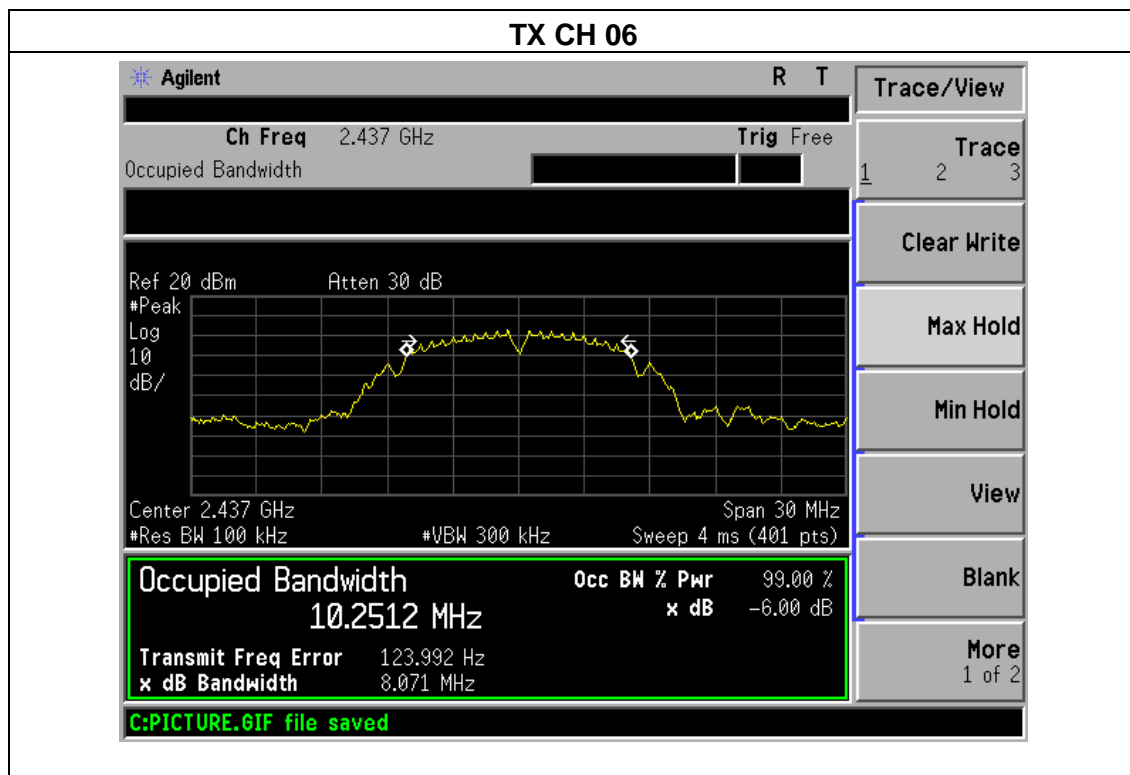 TX CH 06
Agilent R T
Trace/View
Ch Freq 2.437 GHz Trig Free
Occupied Bandwidth
Trace
1 2 3
Clear Write
Ref 20 dBm Atten 30 dB
#Peak
Log
10
dB/
Max Hold
Min Hold
View
Center 2.437 GHz Span 30 MHz
#Res BW 100 kHz #VBW 300 kHz Sweep 4 ms (401 pts)
Occupied Bandwidth Occ BW % Pwr 99.00 %
10.2512 MHz x dB -6.00 dB
Blank
Transmit Freq Error 123.992 Hz
x dB Bandwidth 8.071 MHz
More
1 of 2
C:PICTURE.GIF file saved